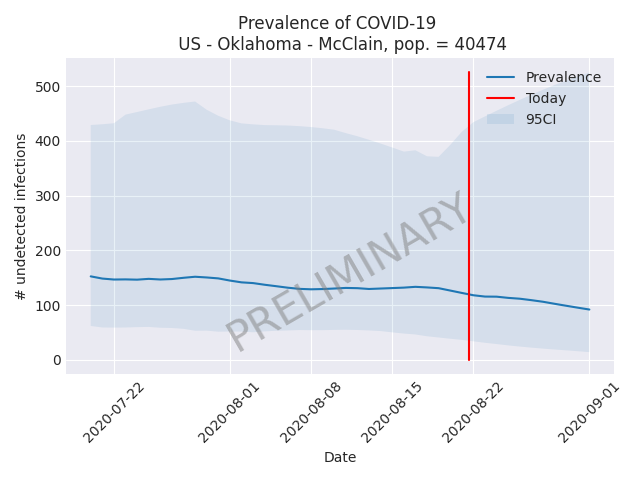 Prevalence of COVID-19
US - Oklahoma - McClain, pop. = 40474
# undetected infections
500
400
300
200
100
0
Prevalence
Today
95CI
PRELIMINARY
2020-07-22
2020-08-01
2020-08-08
2020-08-15
2020-08-22
2020-09-01
Date